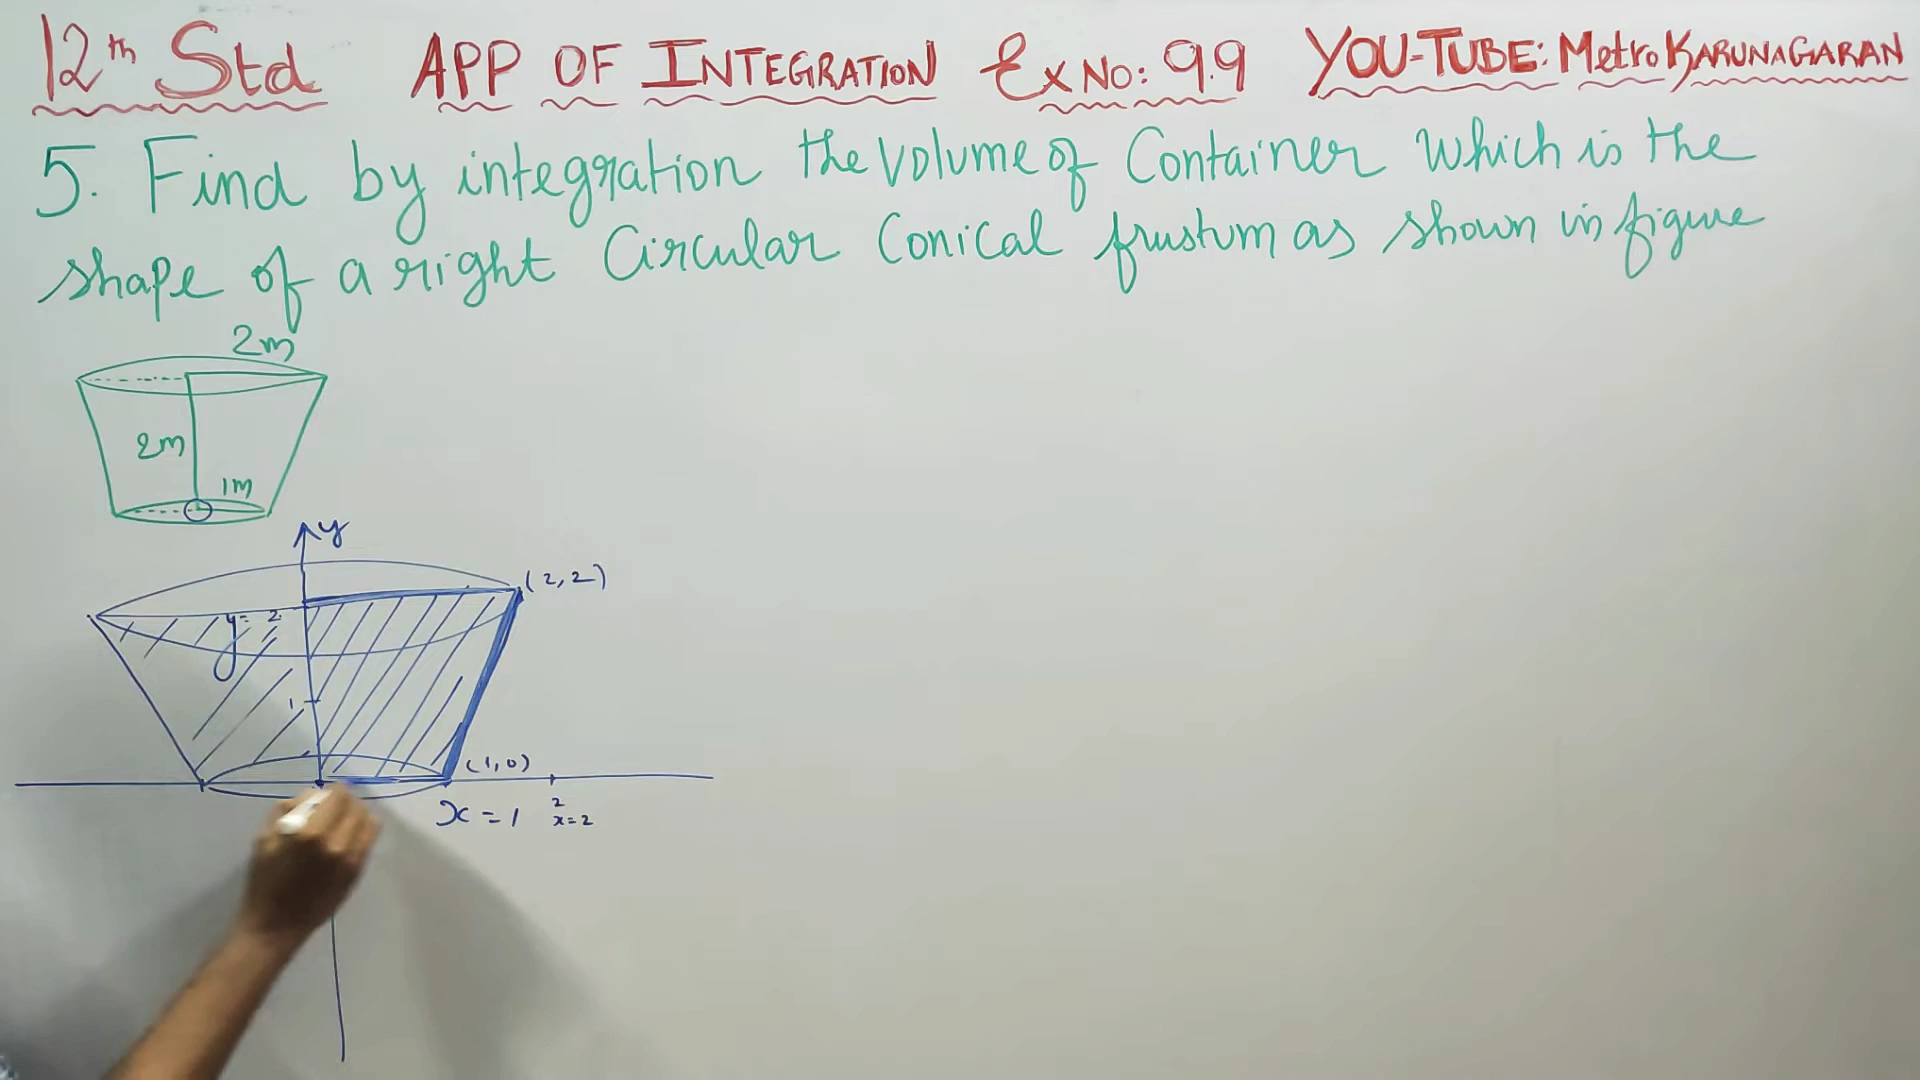 12th Std APP OF INTEGRATION Ex NO: 9.9 YOU-TUBE: Metro KARUNAGARAN
5. Find by integration the volume of Container which is the
shape of a right Circular Conical frustum as shown in figure
2m
2m
1m
y
(2,2)
y=2
1
(1,0)
x=1
2
x=2